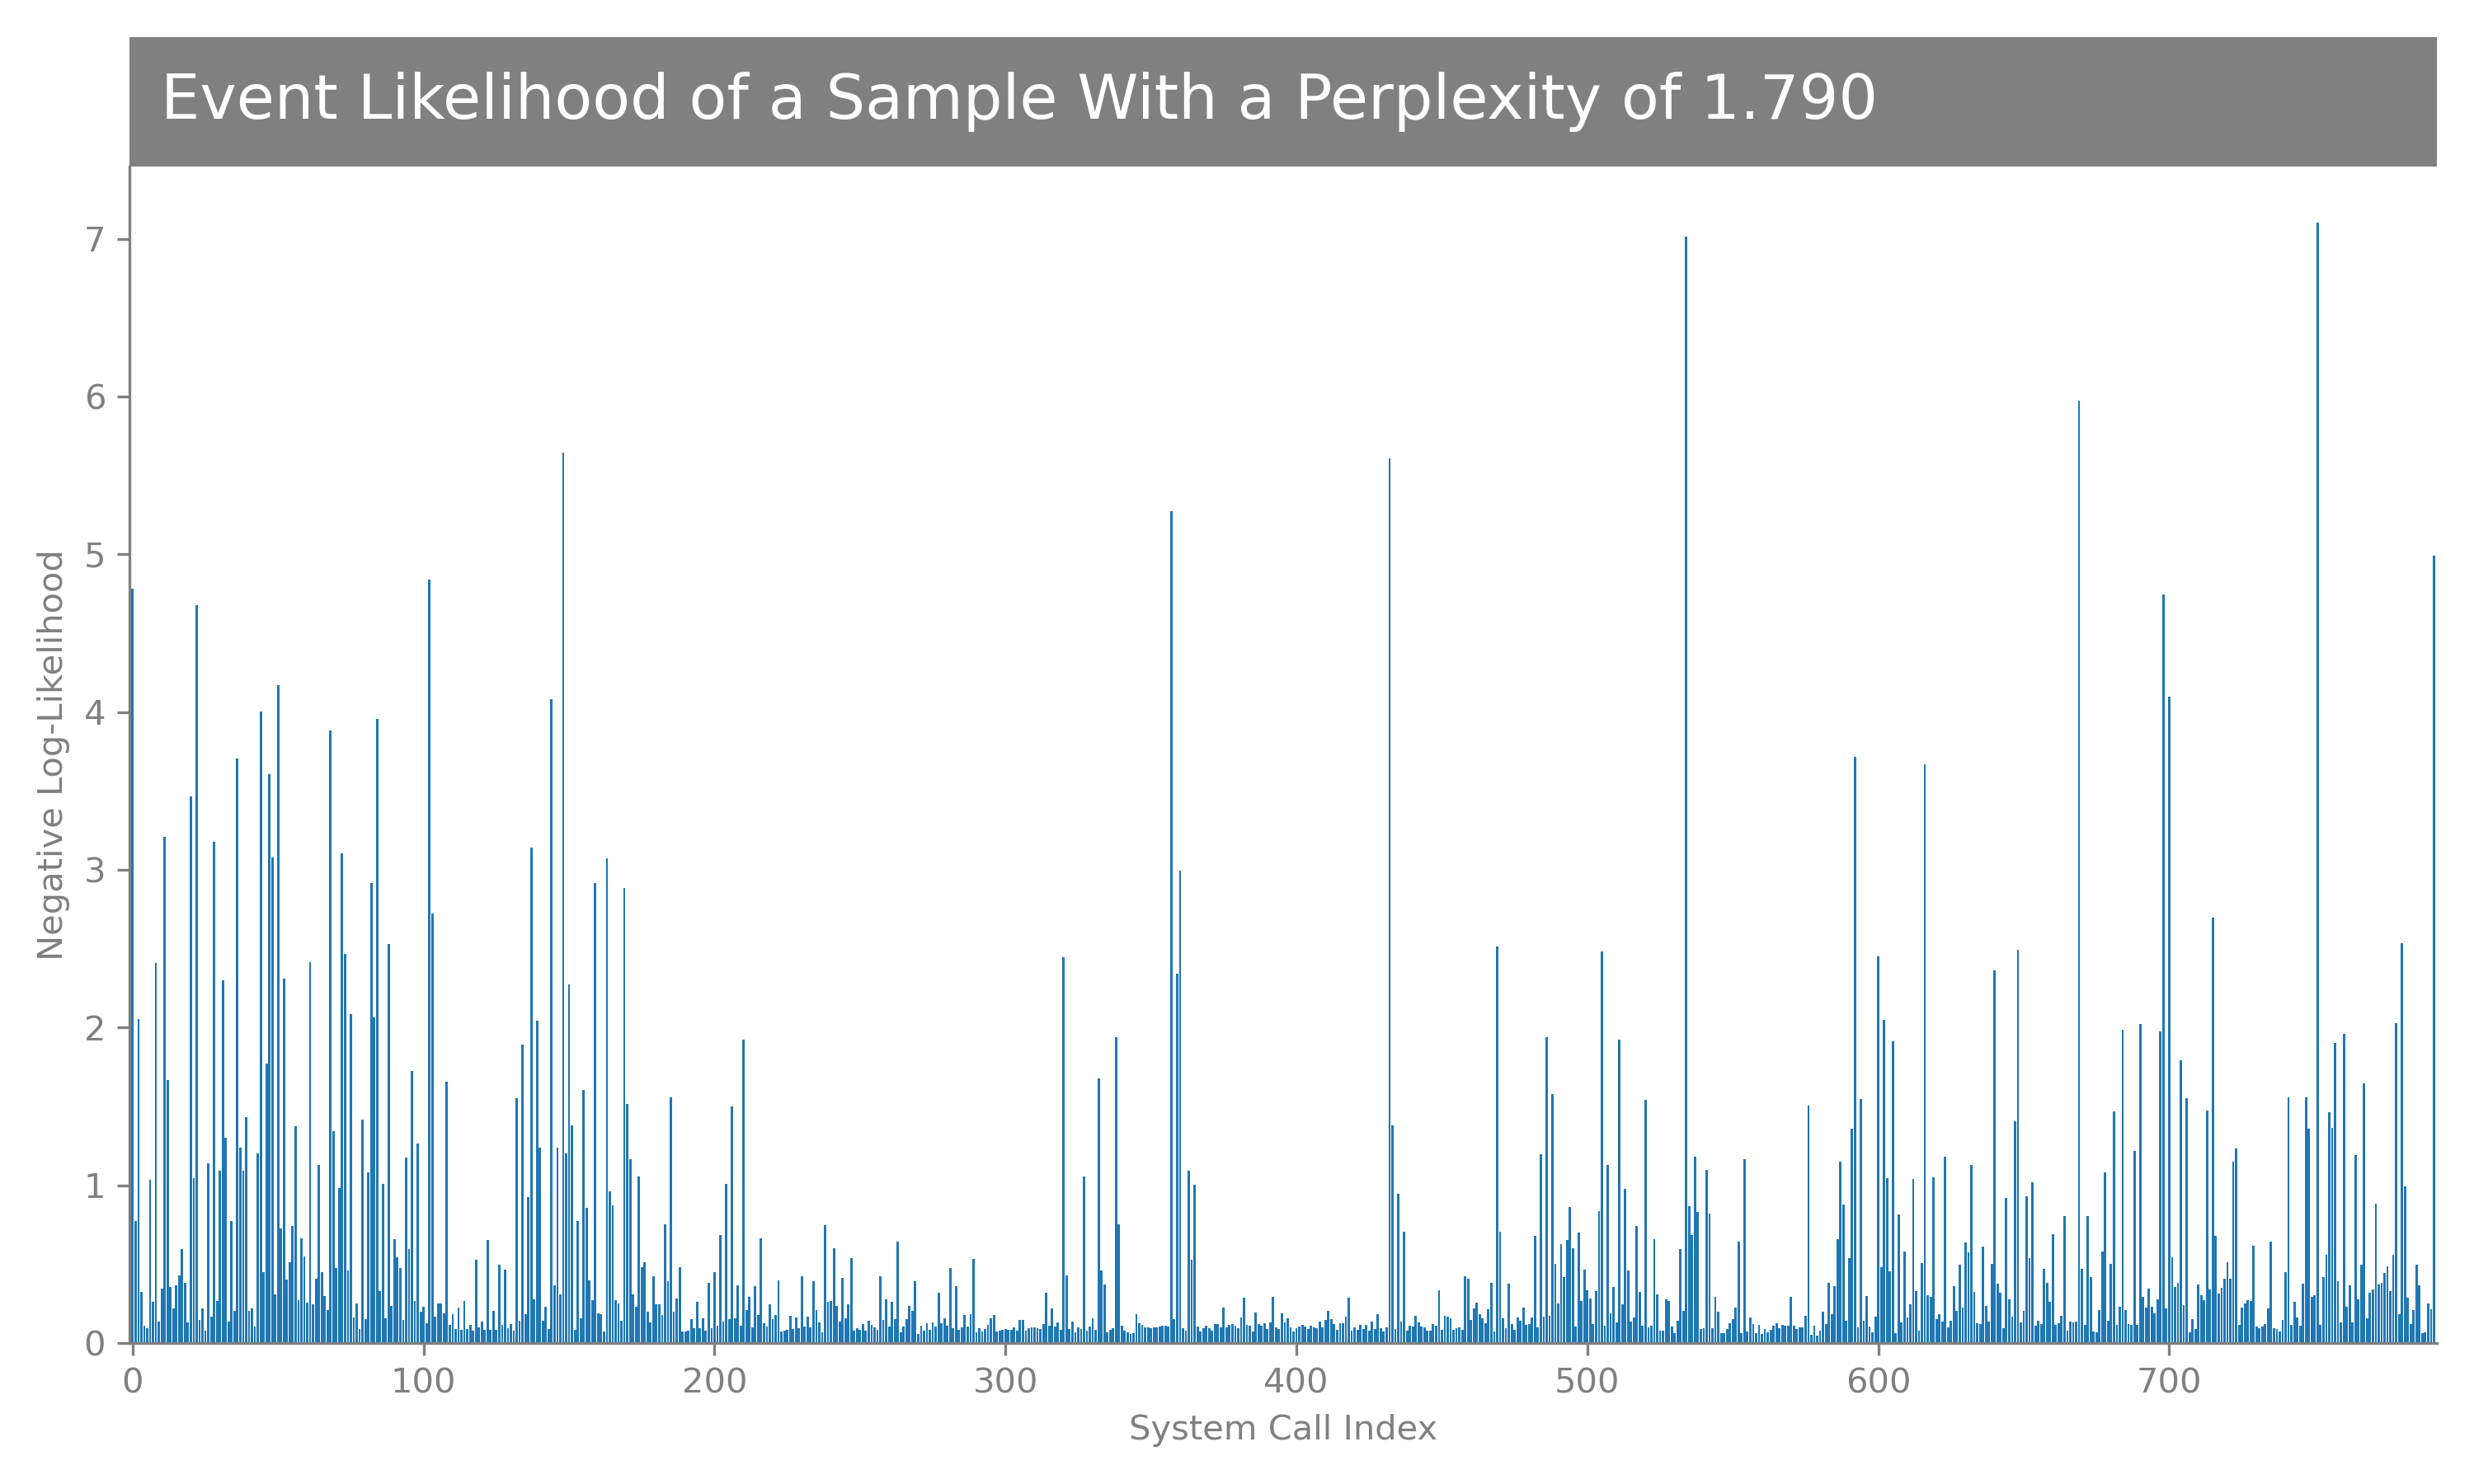 Event Likelihood of a Sample With a Perplexity of 1.790
7
6
5
4
3
2
1
0
Negative Log-Likelihood
0 100 200 300 400 500 600 700
System Call Index